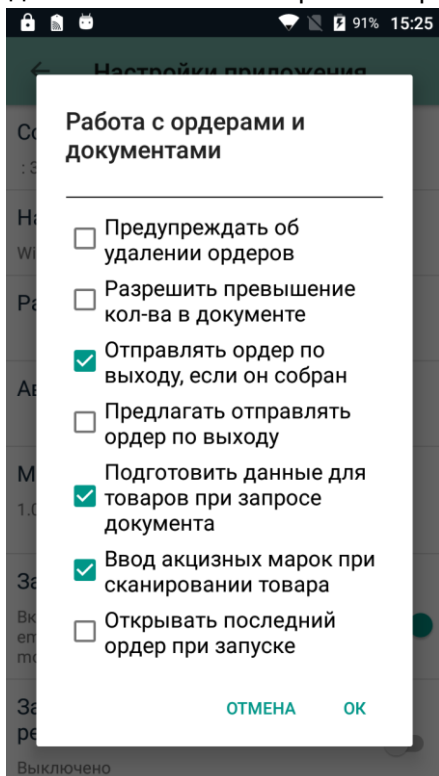 91% 15:25
Настройки приложения
Работа с ордерами и
документами
Предупреждать об
удалении ордеров
Разрешить превышение
кол-ва в документе
Отправлять ордер по
выходу, если он собран
Предлагать отправлять
ордер по выходу
Подготовить данные для
товаров при запросе
документа
Ввод акцизных марок при
сканировании товара
Открывать последний
ордер при запуске
ОТМЕНА ОК
Выключено